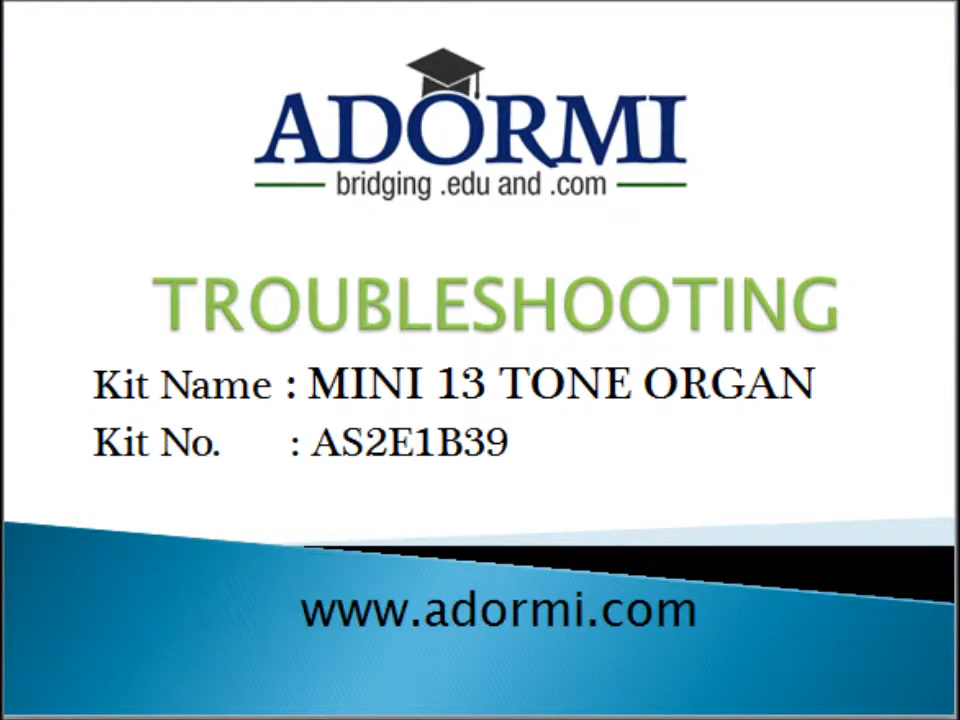 ADORMI
bridging .edu and .com
TROUBLESHOOTING
Kit Name : MINI 13 TONE ORGAN
Kit No. : AS2E1B39
www.adormi.com